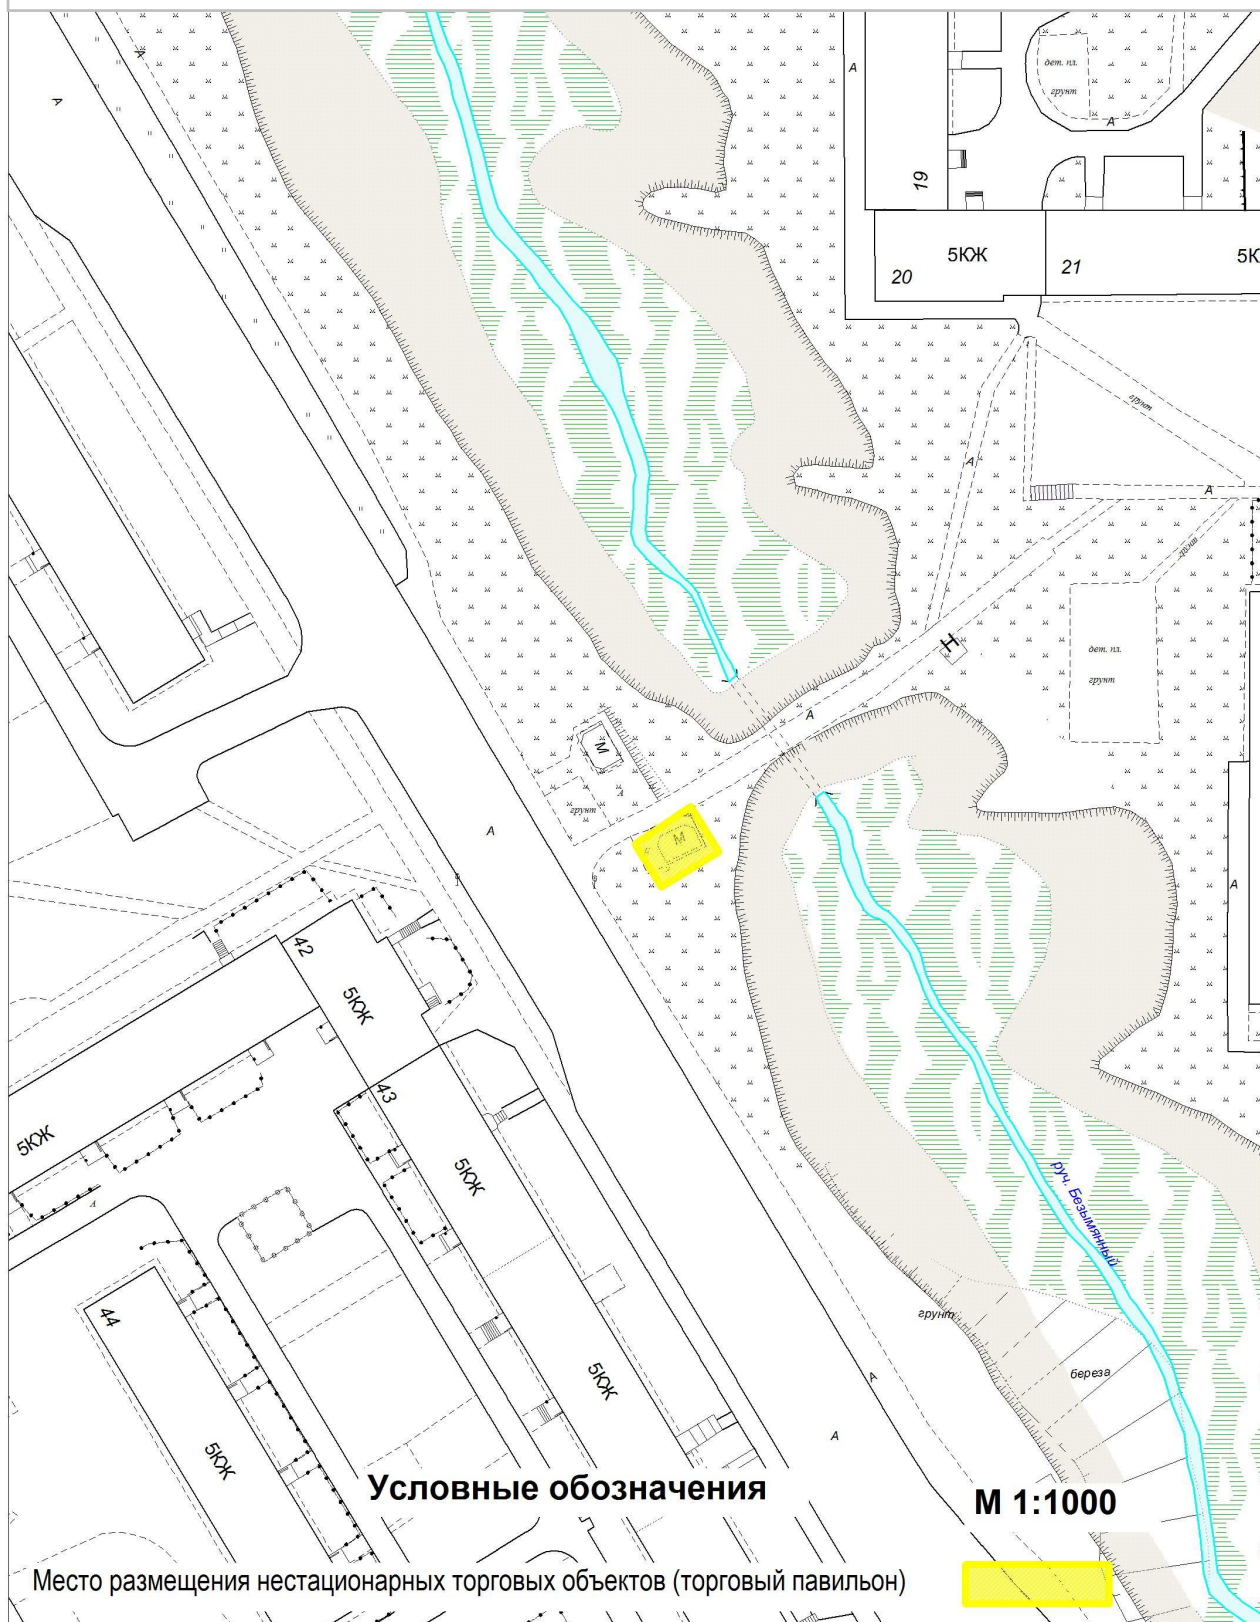 А
А
А
дет. пл.
грунт
А
19
5КЖ
20
21
5К
грунт
А
А
грунт
Н
дет. пл.
грунт
А
М
А
грунт
М
А
А
42
5КЖ
43
5КЖ
5КЖ
А
руч. Безымянный
44
грунт
А
береза
5КЖ
А
5КЖ
Условные обозначения
М 1:1000
Место размещения нестационарных торговых объектов (торговый павильон)